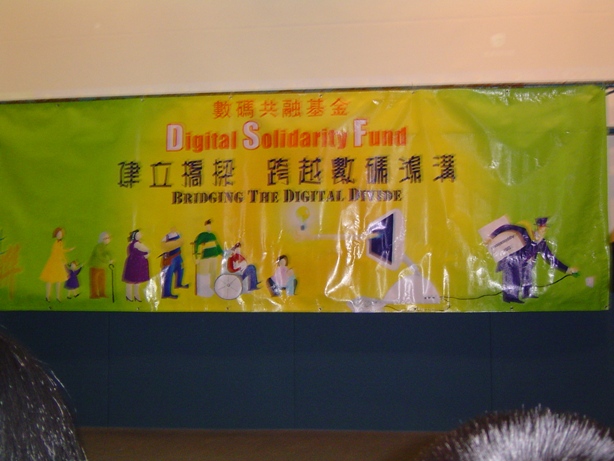 數碼共融基金
Digital Solidarity Fund
建立橋樑 跨越數碼鴻溝
BRIDGING THE DIGITAL DIVIDE